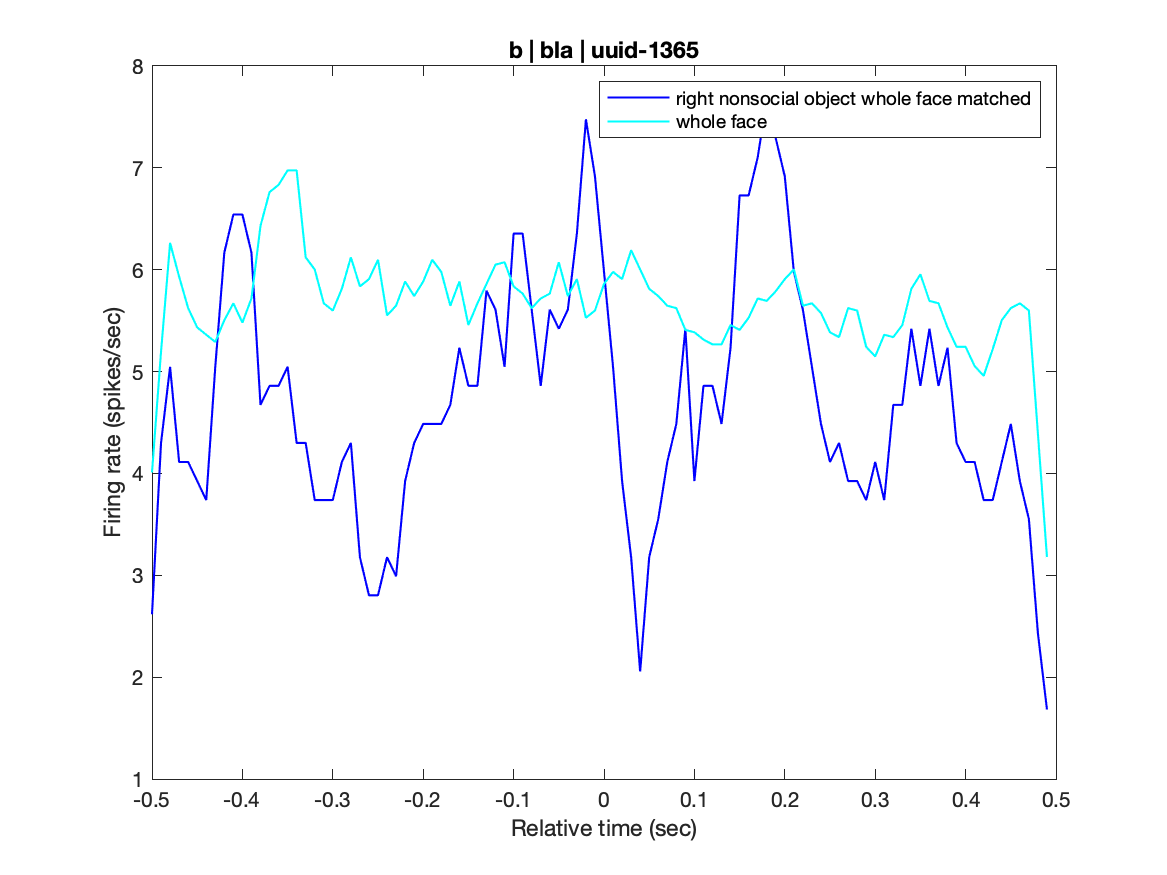 b | bla | uuid-1365
right nonsocial object whole face matched
whole face
Firing rate (spikes/sec)
8
7
6
5
4
3
2
1
-0.5 -0.4 -0.3 -0.2 -0.1 0 0.1 0.2 0.3 0.4 0.5
Relative time (sec)